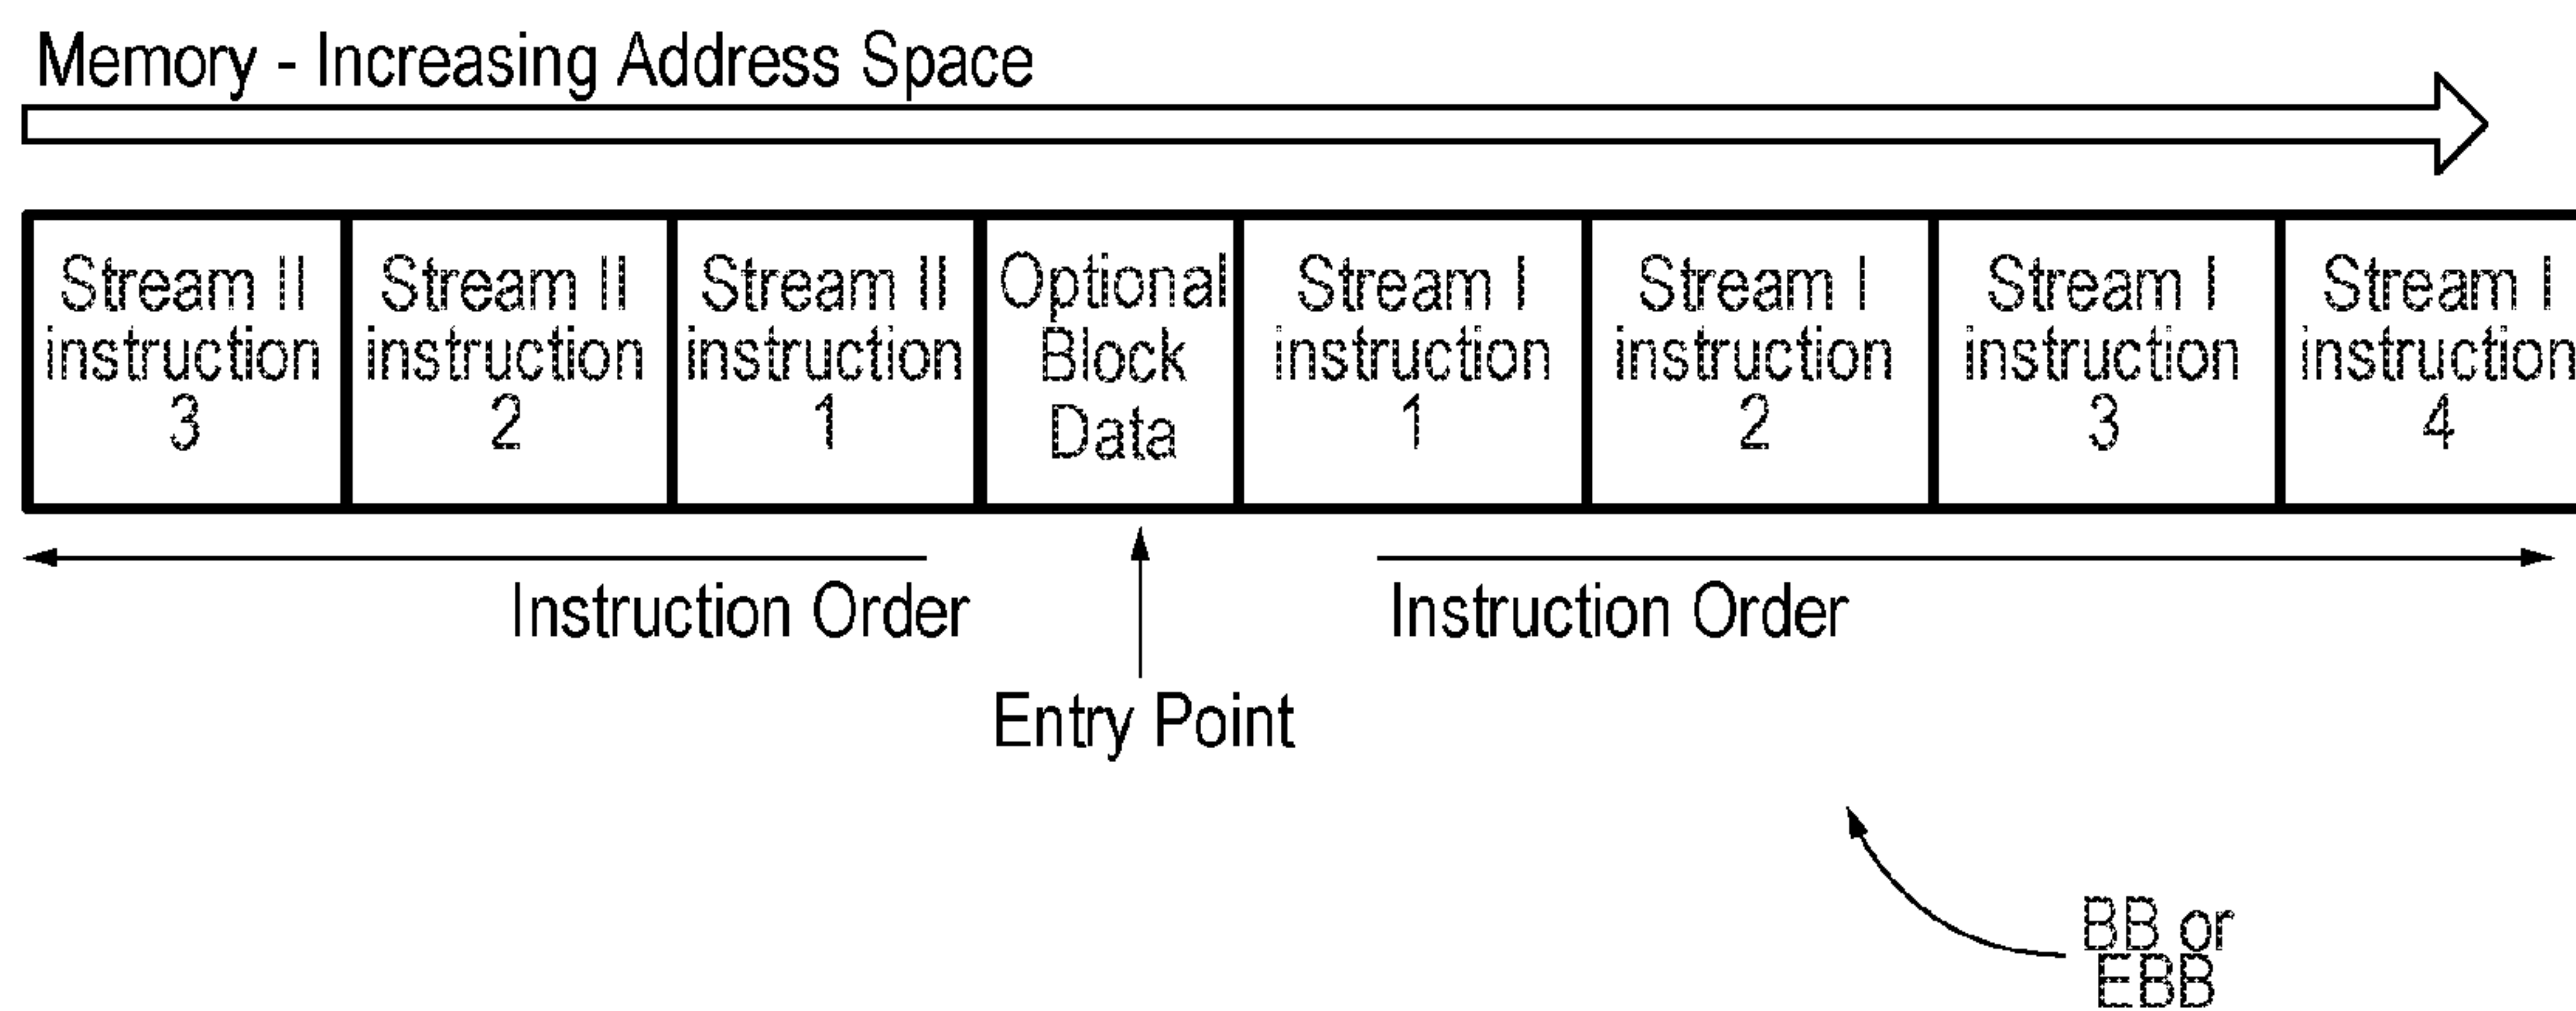 Memory - Increasing Address Space
Stream II
instruction
3
Stream II
instruction
2
Stream II
instruction
1
Optional
Block
Data
Stream I
instruction
1
Stream I
instruction
2
Stream I
instruction
3
Stream I
instruction
4
Instruction Order
Instruction Order
Entry Point
BB or
EBB